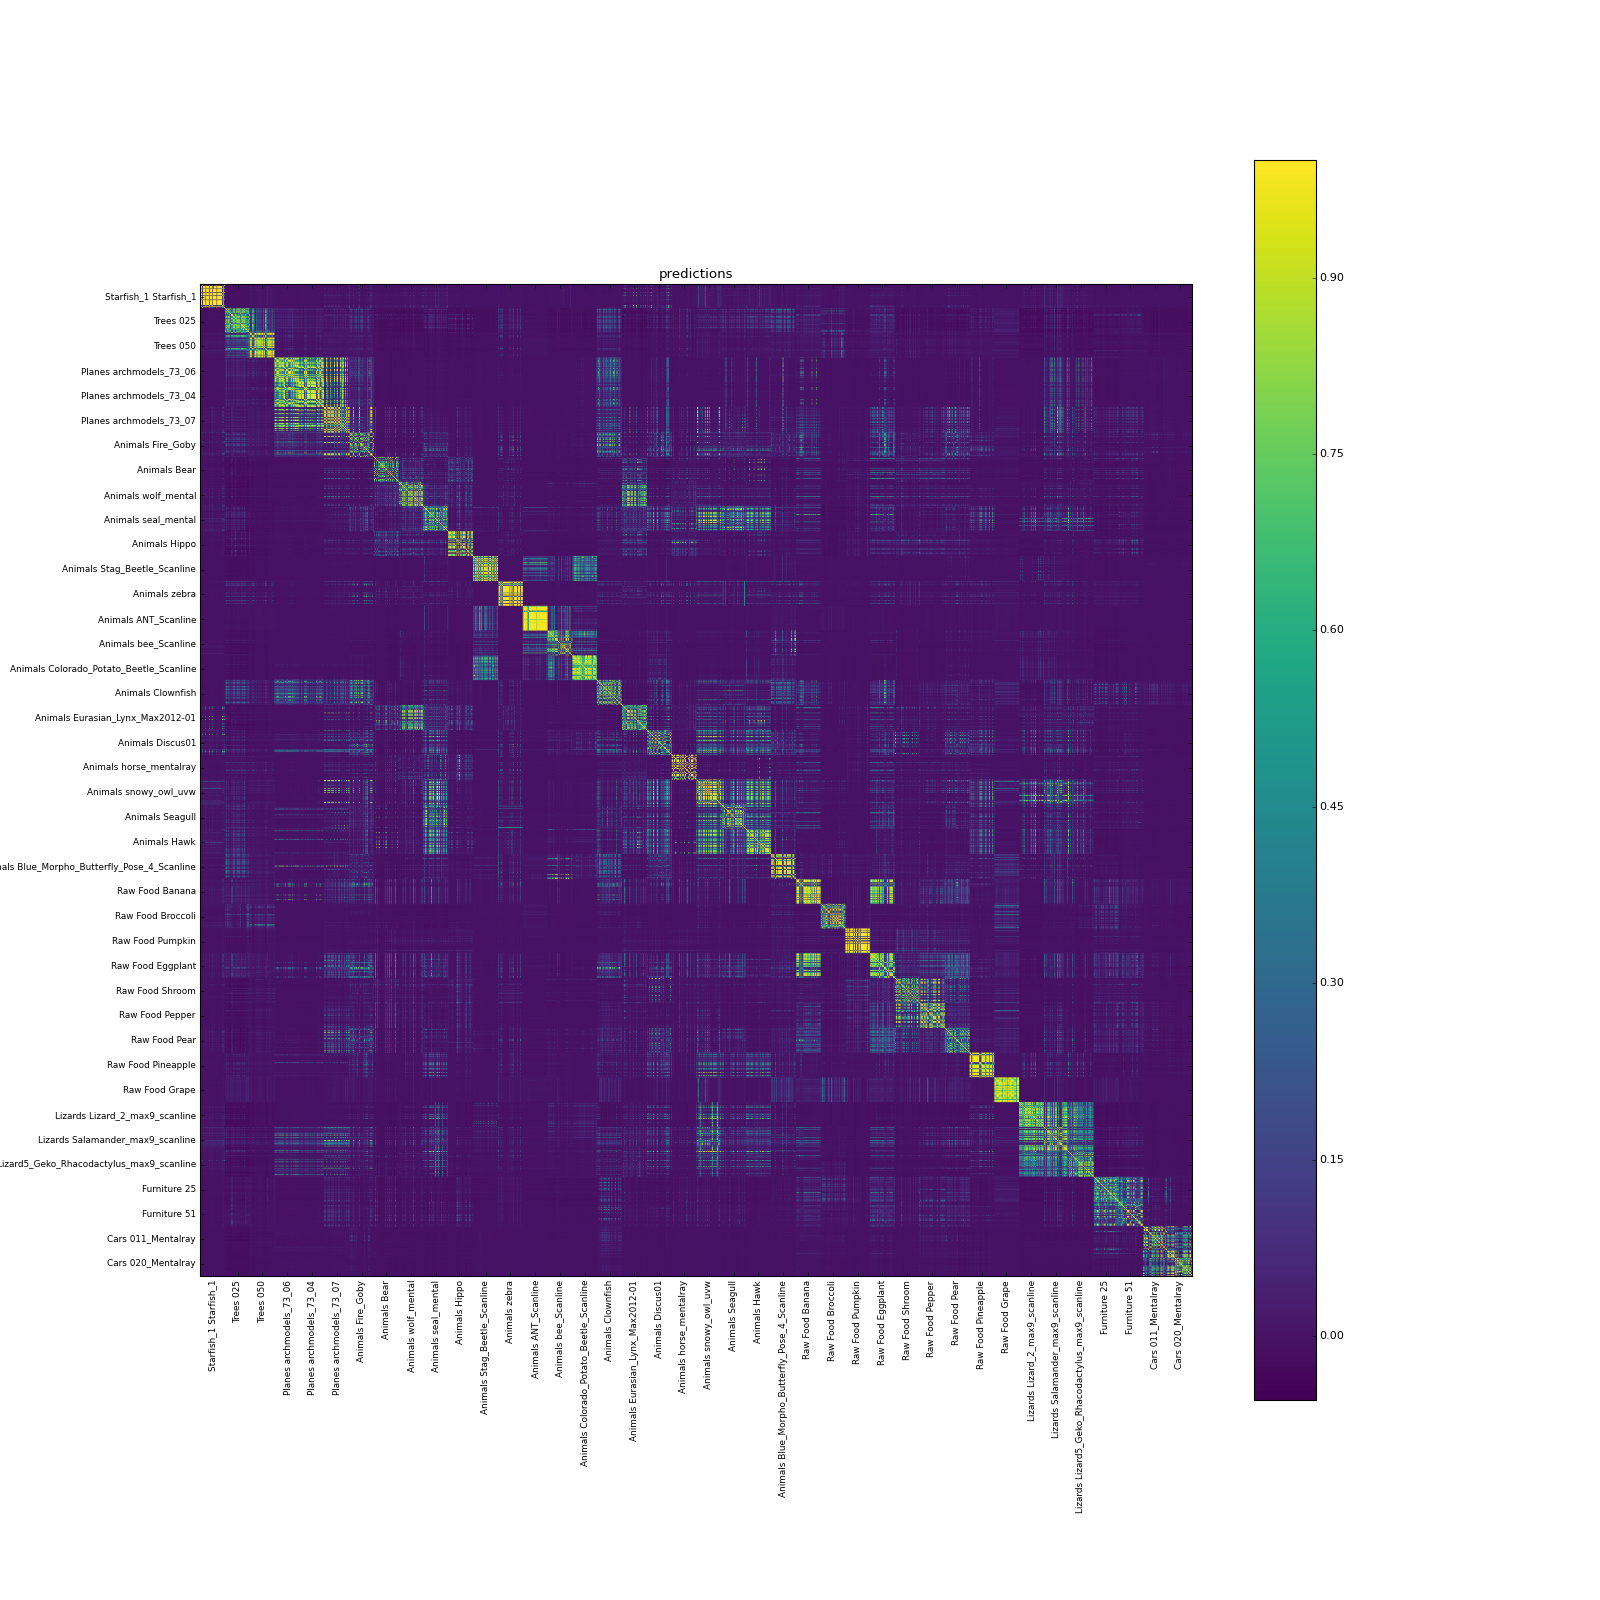 predictions
Starfish_1 Starfish_1
Trees 025
Trees 050
Planes archmodels_73_06
Planes archmodels_73_04
Planes archmodels_73_07
Animals Fire_Goby
Animals Bear
Animals wolf_mental
Animals seal_mental
Animals Hippo
Animals Stag_Beetle_Scanline
Animals zebra
Animals ANT_Scanline
Animals bee_Scanline
Animals Colorado_Potato_Beetle_Scanline
Animals Clownfish
Animals Eurasian_Lynx_Max2012-01
Animals Discus01
Animals horse_mentalray
Animals snowy_owl_uvw
Animals Seagull
Animals Hawk
nals Blue_Morpho_Butterfly_Pose_4_Scanline
Raw Food Banana
Raw Food Broccoli
Raw Food Pumpkin
Raw Food Eggplant
Raw Food Shroom
Raw Food Pepper
Raw Food Pear
Raw Food Pineapple
Raw Food Grape
Lizards Lizard_2_max9_scanline
Lizards Salamander_max9_scanline
Lizard5_Geko_Rhacodactylus_max9_scanline
Furniture 25
Furniture 51
Cars 011_Mentalray
Cars 020_Mentalray
Starfish_1 Starfish_1
Trees 025
Trees 050
Planes archmodels_73_06
Planes archmodels_73_04
Planes archmodels_73_07
Animals Fire_Goby
Animals Bear
Animals wolf_mental
Animals seal_mental
Animals Hippo
Animals Stag_Beetle_Scanline
Animals zebra
Animals ANT_Scanline
Animals bee_Scanline
Animals Colorado_Potato_Beetle_Scanline
Animals Clownfish
Animals Eurasian_Lynx_Max2012-01
Animals Discus01
Animals horse_mentalray
Animals snowy_owl_uvw
Animals Seagull
Animals Hawk
Animals Blue_Morpho_Butterfly_Pose_4_Scanline
Raw Food Banana
Raw Food Broccoli
Raw Food Pumpkin
Raw Food Eggplant
Raw Food Shroom
Raw Food Pepper
Raw Food Pear
Raw Food Pineapple
Raw Food Grape
Lizards Lizard_2_max9_scanline
Lizards Salamander_max9_scanline
Lizards Lizard5_Geko_Rhacodactylus_max9_scanline
Furniture 25
Furniture 51
Cars 011_Mentalray
Cars 020_Mentalray
0.90
0.75
0.60
0.45
0.30
0.15
0.00